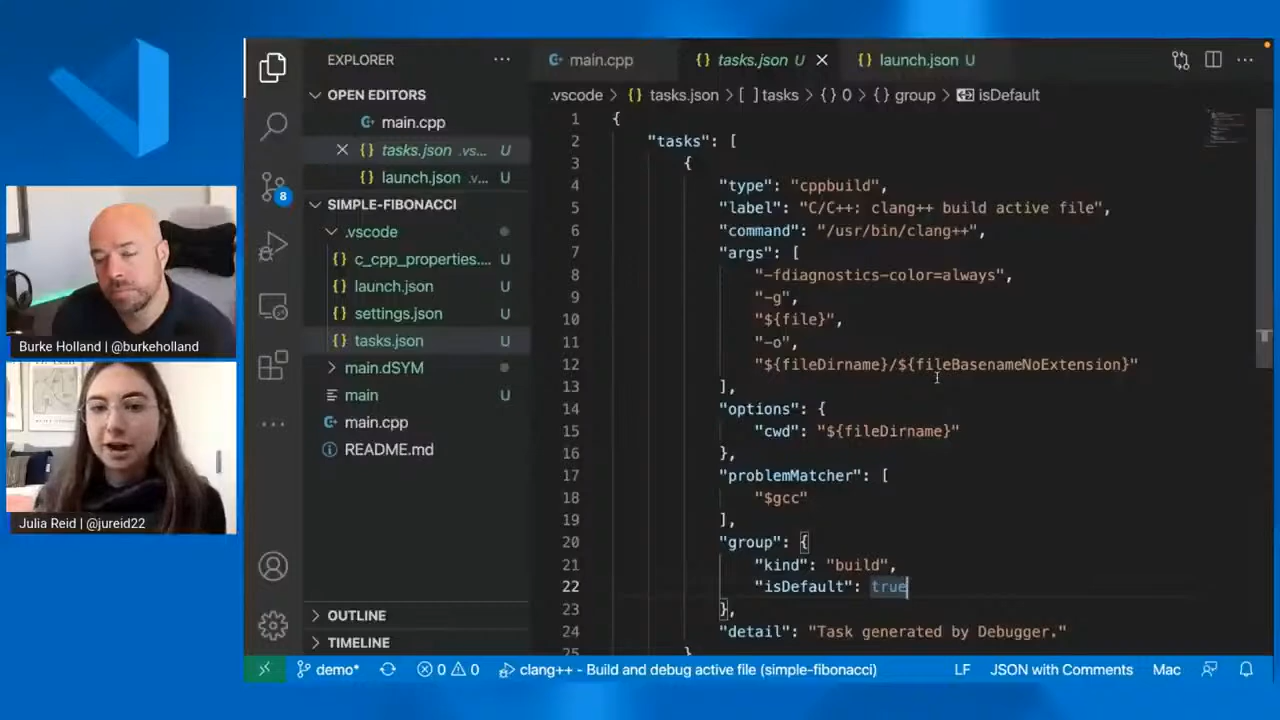 EXPLORER
OPEN EDITORS
main.cpp
tasks.json .vs... U
launch.json .v... U
SIMPLE-FIBONACCI
.vscode
c_cpp_properties.... U
launch.json U
settings.json U
tasks.json U
main.dSYM
main U
main.cpp
README.md
OUTLINE
TIMELINE
8
main.cpp
tasks.json U
launch.json U
.vscode > {} tasks.json > [ ] tasks > {} 0 > {} group > isDefault
1 {
2 "tasks": [
3 {
4 "type": "cppbuild",
5 "label": "C/C++: clang++ build active file",
6 "command": "/usr/bin/clang++",
7 "args": [
8 "-fdiagnostics-color=always",
9 "-g",
10 "${file}",
11 "-o",
12 "${fileDirname}/${fileBasenameNoExtension}"
13 ],
14 "options": {
15 "cwd": "${fileDirname}"
16 },
17 "problemMatcher": [
18 "$gcc"
19 ],
20 "group": {
21 "kind": "build",
22 "isDefault": true
23 },
24 "detail": "Task generated by Debugger."
25 }
Burke Holland | @burkeholland
Julia Reid | @jureid22
demo* 0 0 clang++ - Build and debug active file (simple-fibonacci) LF JSON with Comments Mac